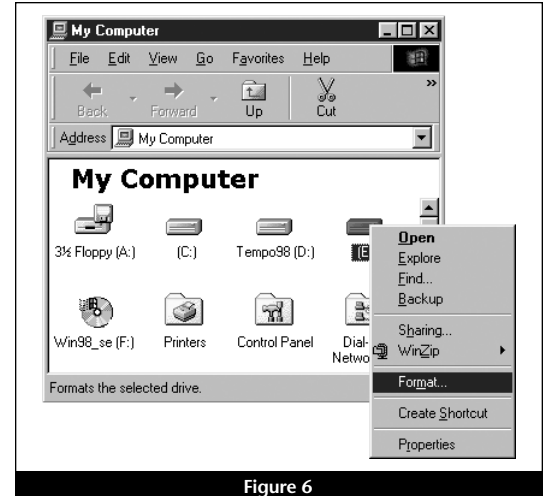 My Computer
File Edit View Go Favorites Help
Back Forward Up Cut »
Address My Computer
My Computer
3½ Floppy (A:) (C:) Tempo98 (D:) (E
Win98_se (F:) Printers Control Panel Dial-
Netwo
Formats the selected drive.
Open
Explore
Find...
Backup
Sharing...
WinZip
Format...
Create Shortcut
Properties
Figure 6